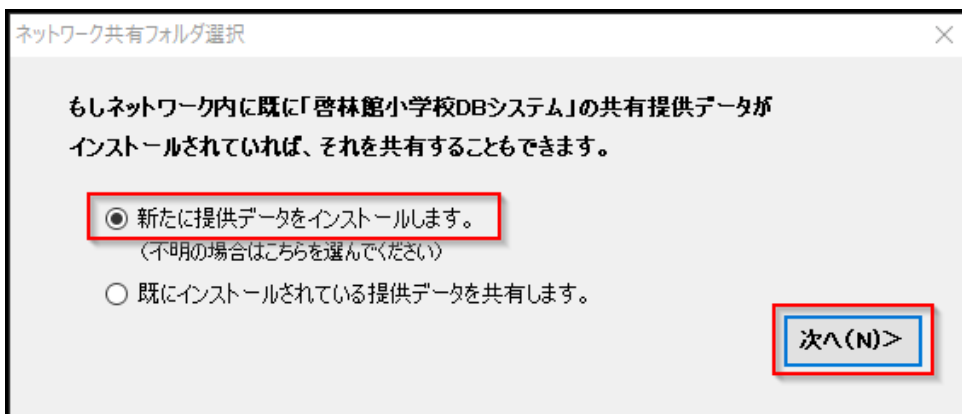 ネットワーク共有フォルダ選択
もしネットワーク内に既に「啓林館小学校DBシステム」の共有提供データが
インストールされていれば、それを共有することもできます。
新たに提供データをインストールします。
(不明の場合はこちらを選んでください)
既にインストールされている提供データを共有します。
次へ(N)>